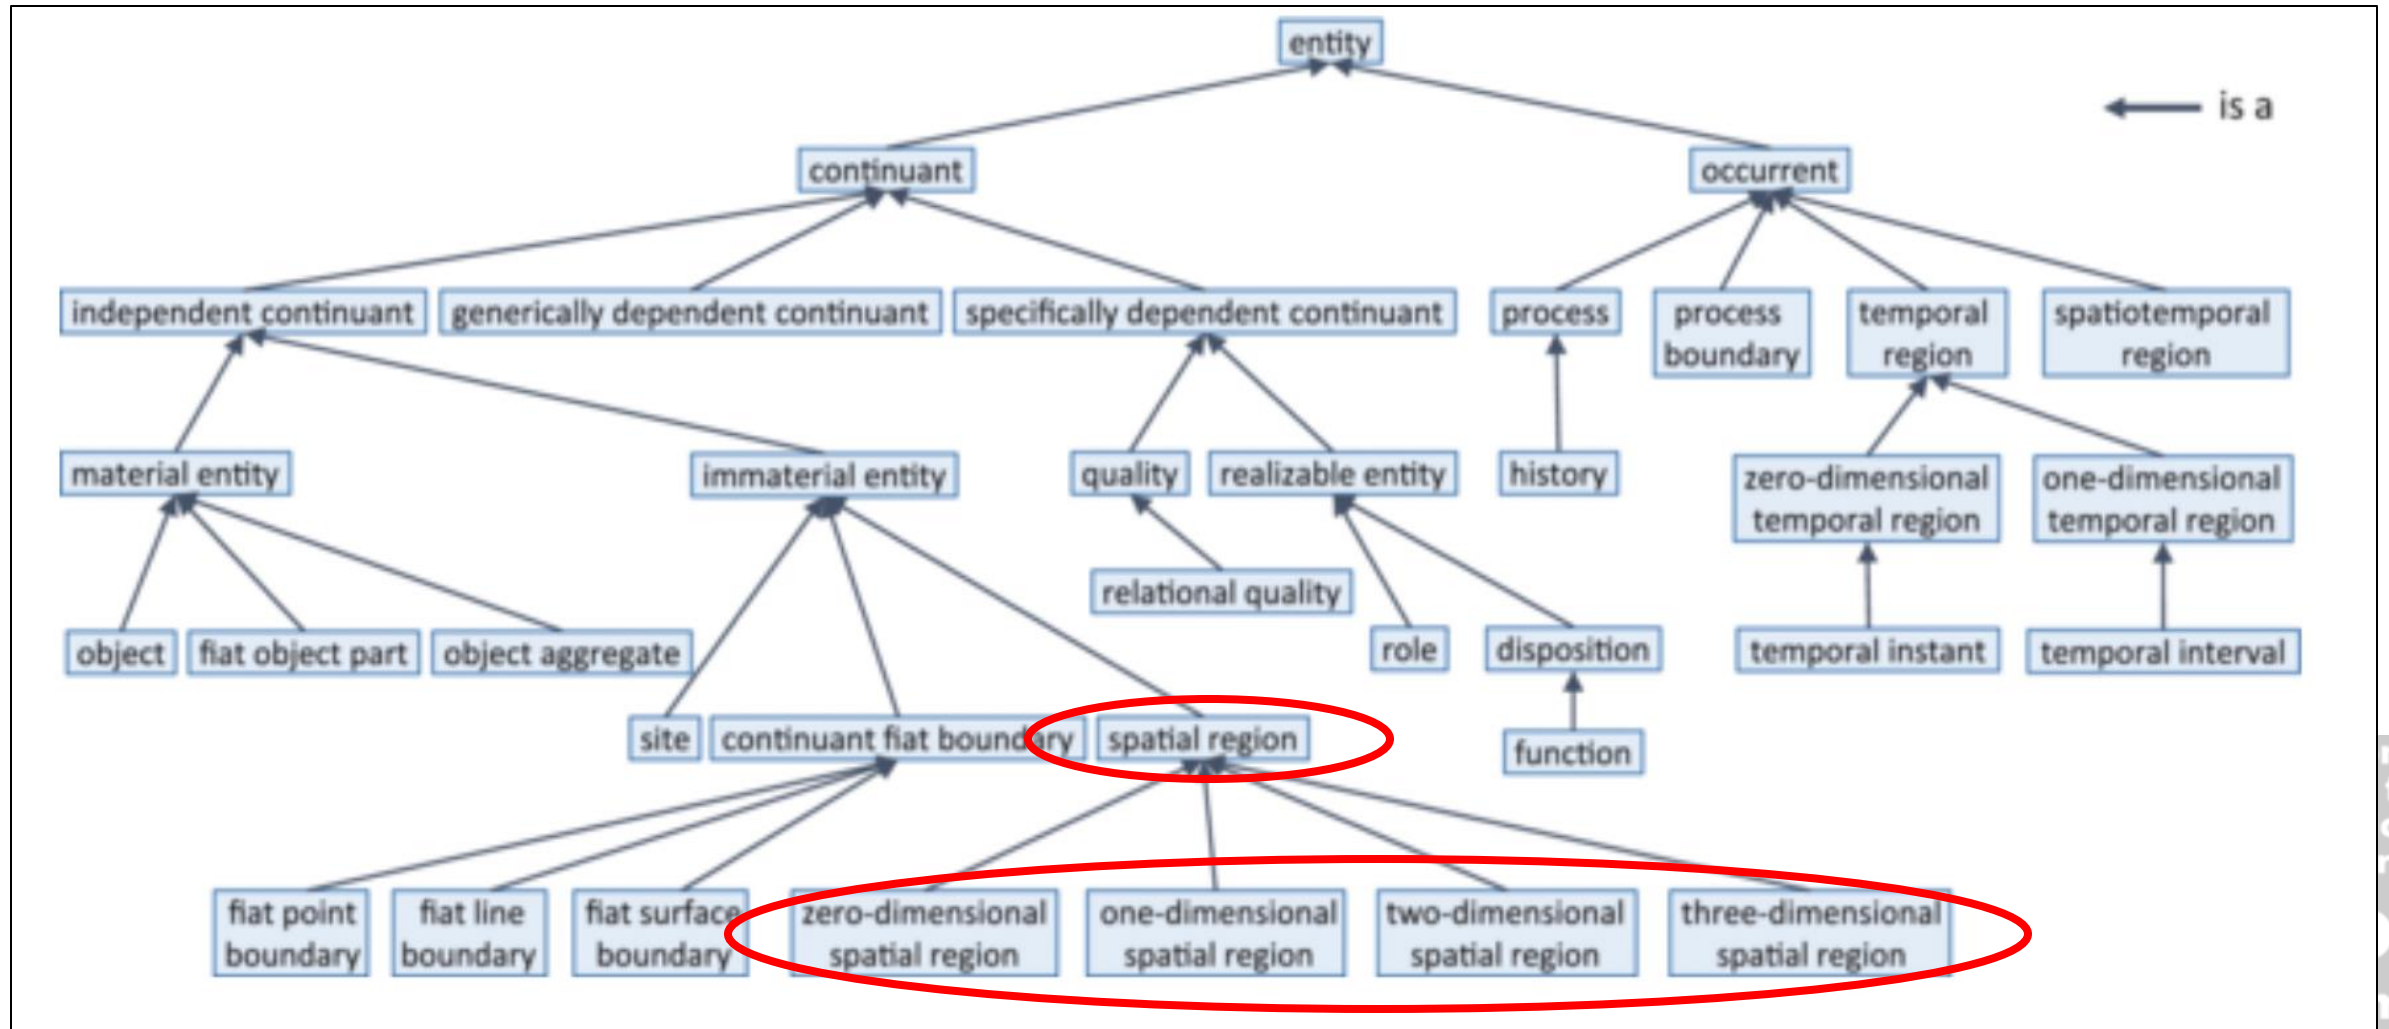 entity
is a
continuant
occurrent
independent continuant
generically dependent continuant
specifically dependent continuant
process
process
boundary
temporal
region
spatiotemporal
region
material entity
immaterial entity
quality
realizable entity
history
zero-dimensional
temporal region
one-dimensional
temporal region
relational quality
object
fiat object part
object aggregate
role
disposition
temporal instant
temporal interval
site
continuant fiat boundary
spatial region
function
fiat point
boundary
fiat line
boundary
fiat surface
boundary
zero-dimensional
spatial region
one-dimensional
spatial region
two-dimensional
spatial region
three-dimensional
spatial region